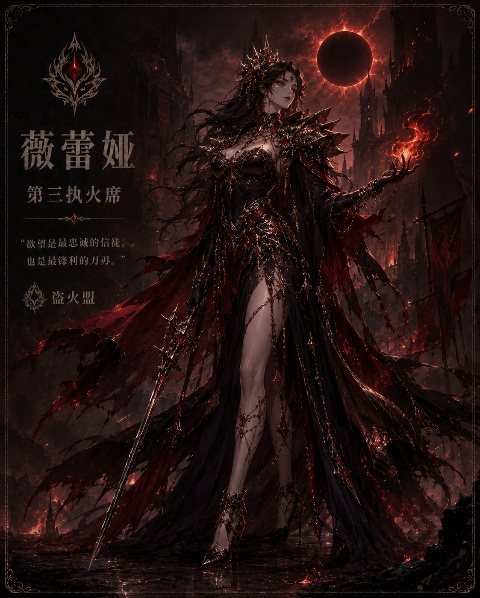 薇蕾娅
第三执火席
“欲望是最忠诚的信徒，
也是最锋利的刀刃。”
盗火盟